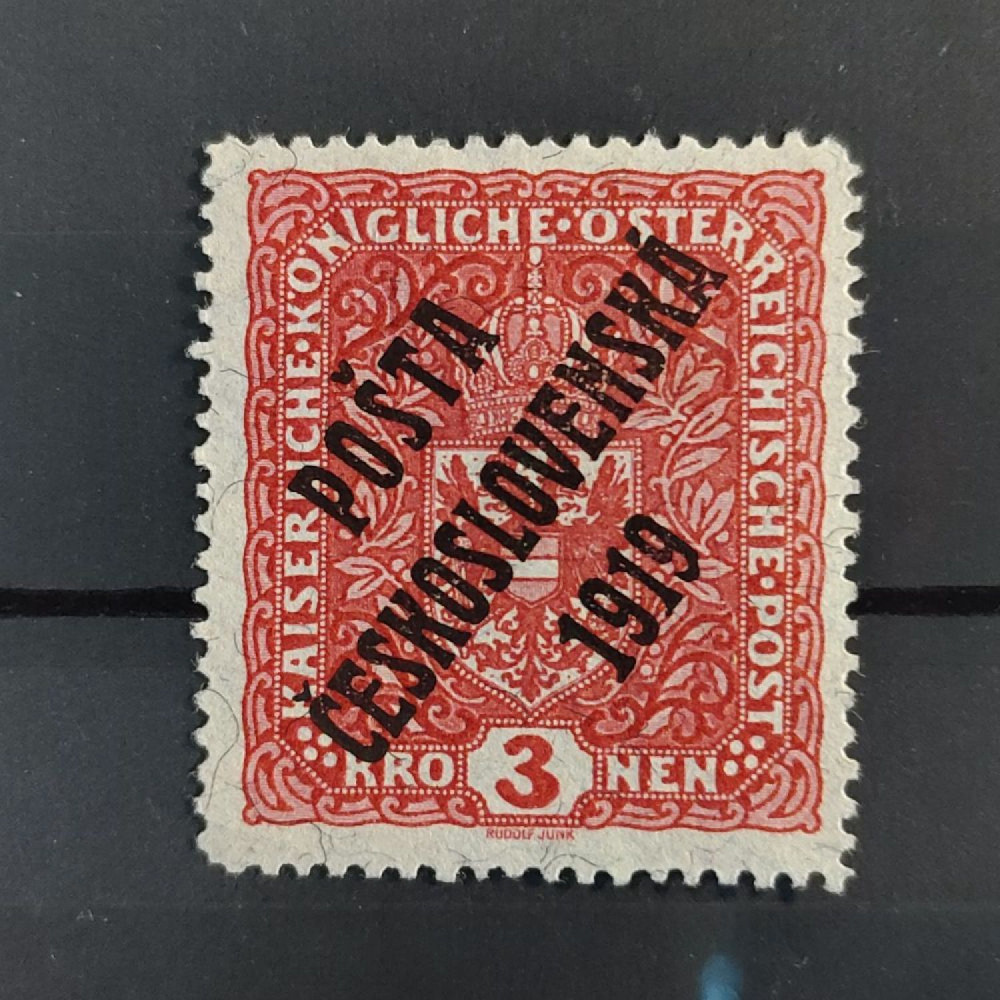 KAISERLICHE·KÖNIGLICHE·ÖSTERREICHISCHE·POST
POŠTA
ČESKOSLOVENSKÁ
1919
KRO 3 NEN
RUDOLF JUNK